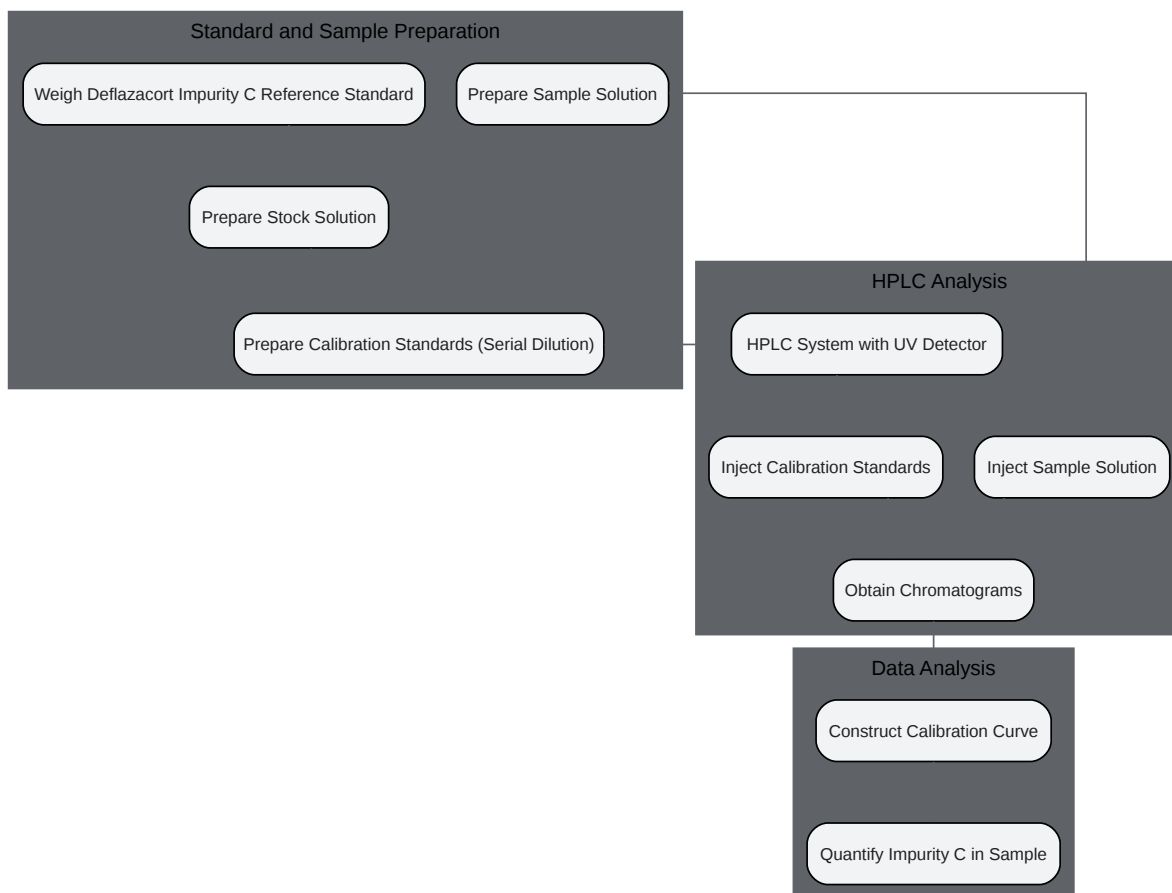 Standard and Sample Preparation
Weigh Deflazacort Impurity C Reference Standard
Prepare Sample Solution
Prepare Stock Solution
Prepare Calibration Standards (Serial Dilution)
HPLC Analysis
HPLC System with UV Detector
Inject Calibration Standards
Inject Sample Solution
Obtain Chromatograms
Data Analysis
Construct Calibration Curve
Quantify Impurity C in Sample